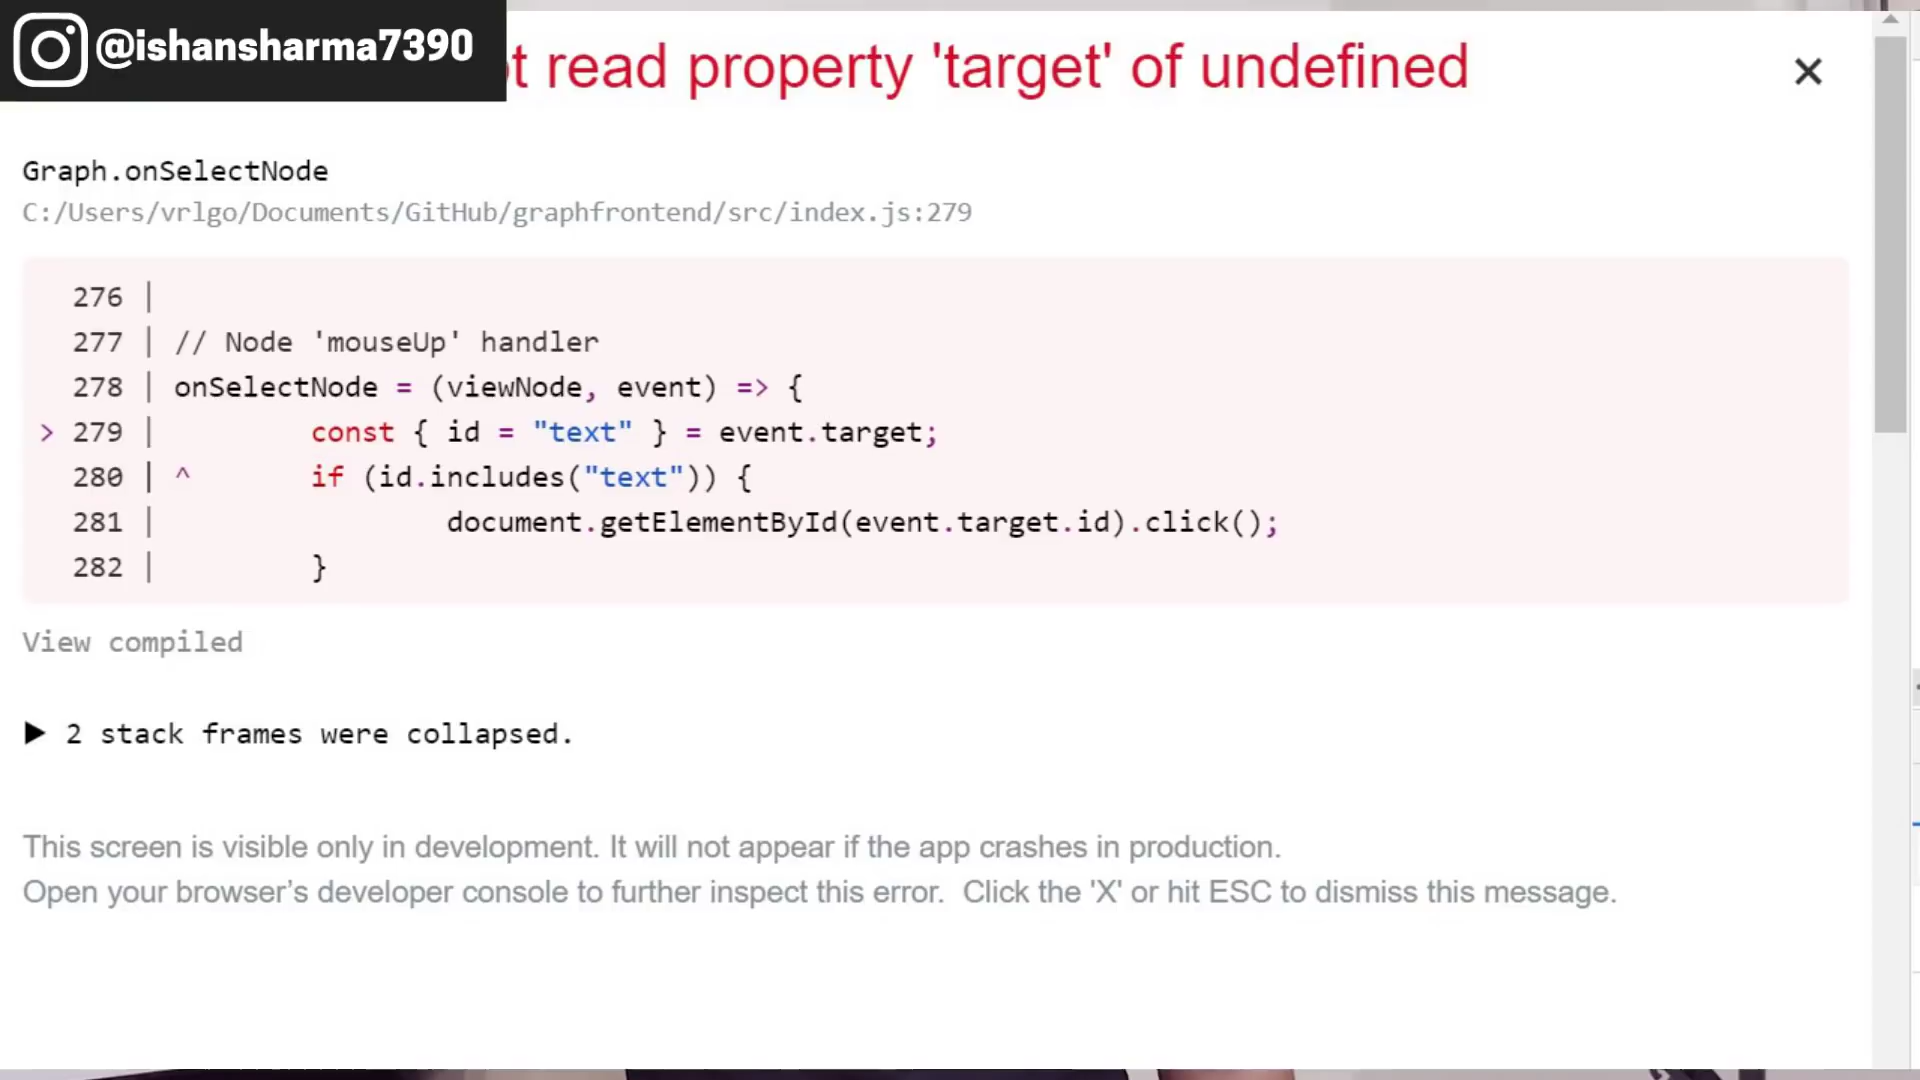 @ishansharma7390
t read property 'target' of undefined
×
Graph.onSelectNode
C:/Users/vrlgo/Documents/GitHub/graphfrontend/src/index.js:279
276 |
277 | // Node 'mouseUp' handler
278 | onSelectNode = (viewNode, event) => {
> 279 | const { id = "text" } = event.target;
280 | ^ if (id.includes("text")) {
281 | document.getElementById(event.target.id).click();
282 | }
View compiled
▶ 2 stack frames were collapsed.
This screen is visible only in development. It will not appear if the app crashes in production.
Open your browser’s developer console to further inspect this error.  Click the 'X' or hit ESC to dismiss this message.